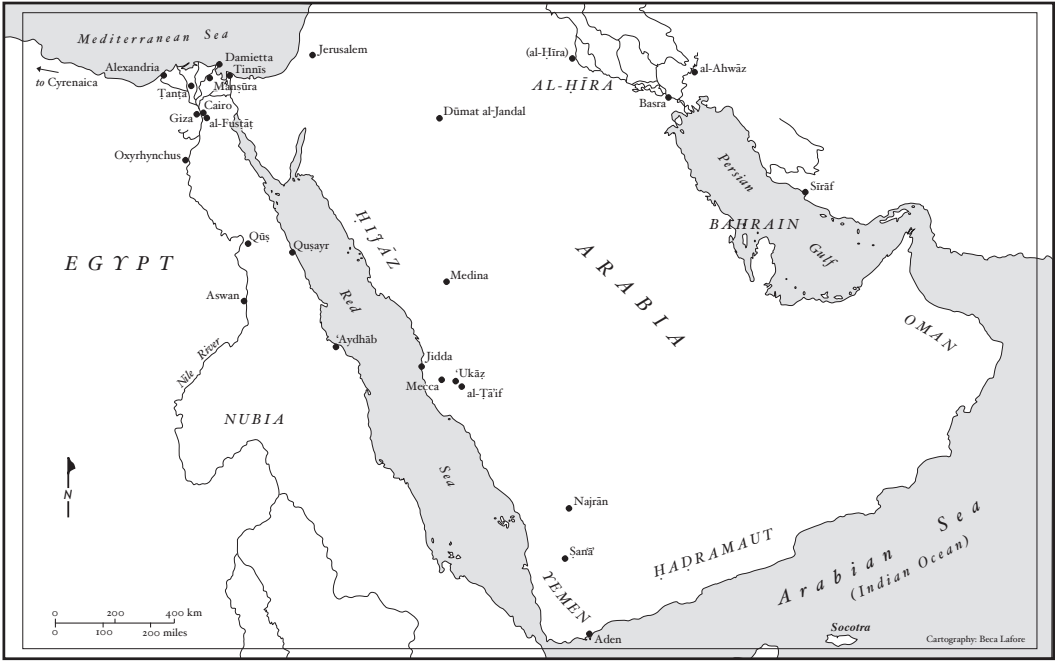 Mediterranean Sea
to Cyrenaica
Alexandria
Damietta
Tinnīs
Jerusalem
Ṭanṭa
Manṣūra
Cairo
Giza
al-Fusṭāṭ
Oxyrhynchus
(al-Ḥīra)
AL-ḤĪRA
al-Ahwāz
Basra
Dūmat al-Jandal
Persian
Gulf
Sīrāf
BAHRAIN
ḤIJĀZ
Qūṣ
Quṣayr
EGYPT
Medina
ARABIA
Aswan
Red
Sea
OMAN
Nile River
ʿAydhāb
Jidda
Mecca
ʿUkāẓ
al-Ṭāʾif
NUBIA
N
Najrān
Ṣanʿāʾ
ḤAḌRAMAUT
YEMEN
Arabian Sea
(Indian Ocean)
0 200 400 km
0 100 200 miles
Aden
Socotra
Cartography: Beca Lafore